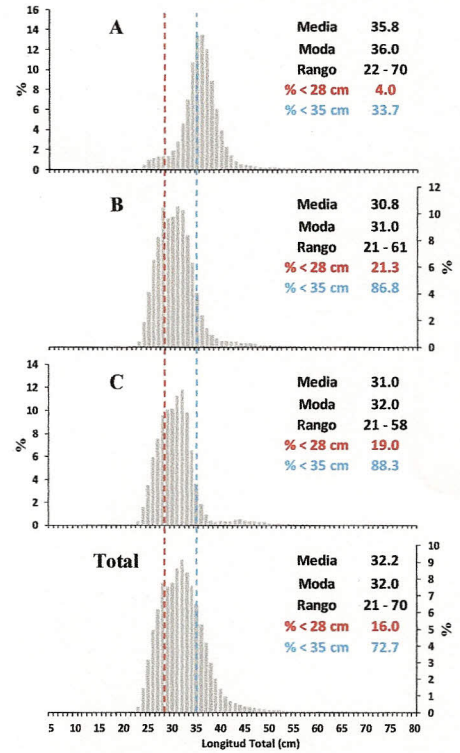 16
14
12
10
8
6
4
2
0
%
A
Media 35.8
Moda 36.0
Rango 22 - 70
% < 28 cm 4.0
% < 35 cm 33.7
B
Media 30.8
Moda 31.0
Rango 21 - 61
% < 28 cm 21.3
% < 35 cm 86.8
12
10
8
6
4
2
0
%
14
12
10
8
6
4
2
0
%
C
Media 31.0
Moda 32.0
Rango 21 - 58
% < 28 cm 19.0
% < 35 cm 88.3
Total
Media 32.2
Moda 32.0
Rango 21 - 70
% < 28 cm 16.0
% < 35 cm 72.7
10
9
8
7
6
5
4
3
2
1
0
%
5 10 15 20 25 30 35 40 45 50 55 60 65 70 75 80
Longitud Total (cm)